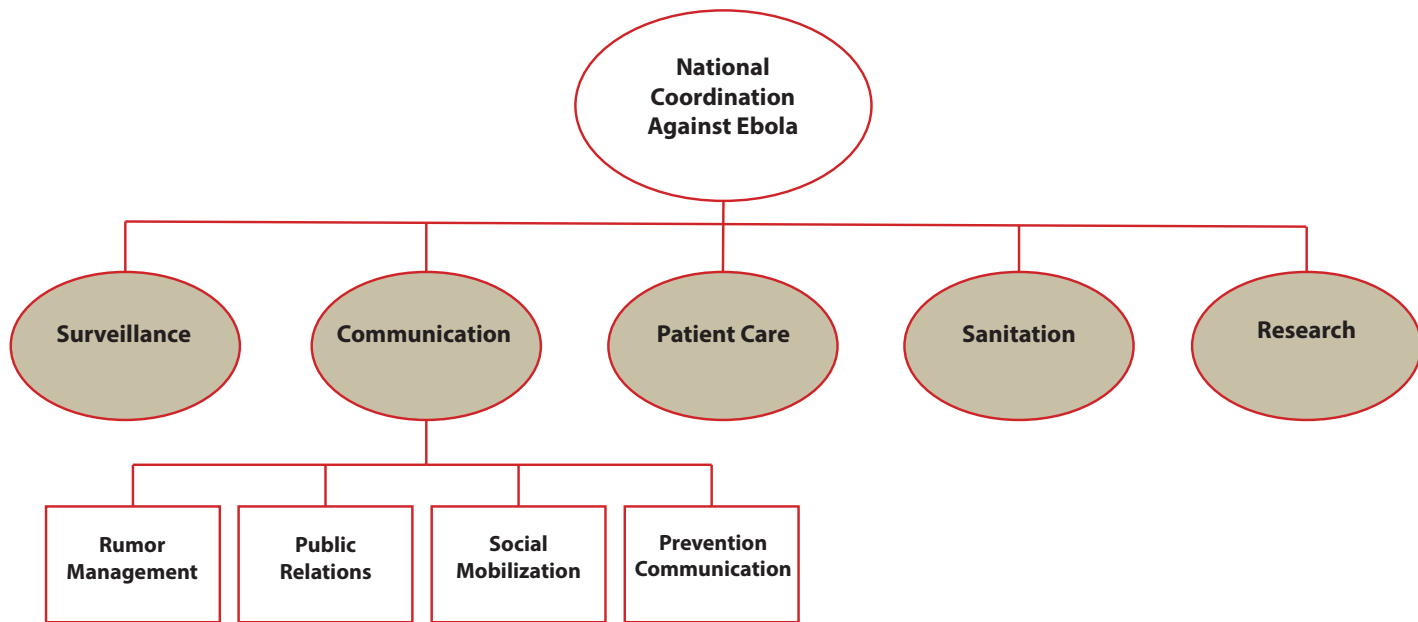 National
Coordination
Against Ebola
Surveillance
Communication
Patient Care
Sanitation
Research
Rumor
Management
Public
Relations
Social
Mobilization
Prevention
Communication